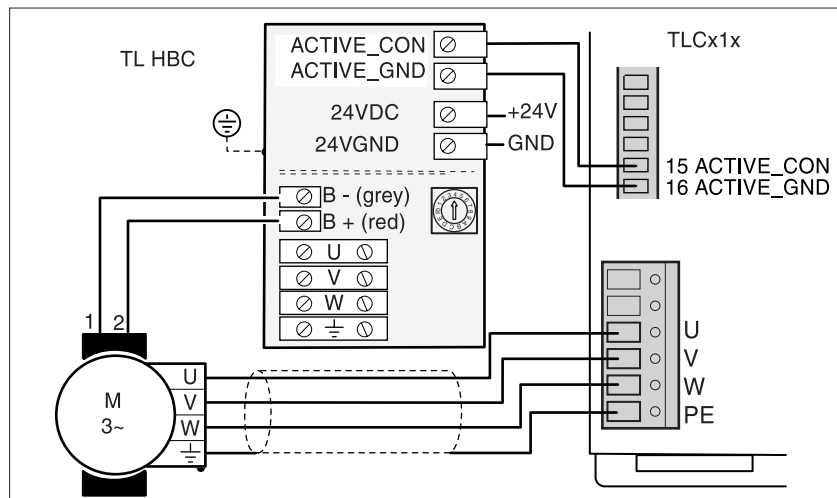 TL HBC
ACTIVE_CON
ACTIVE_GND
24VDC
24VGND
+24V
GND
TLCx1x
15 ACTIVE_CON
16 ACTIVE_GND
B - (grey)
B + (red)
U
V
W
1 2
M
3~
U
V
W
U
V
W
PE